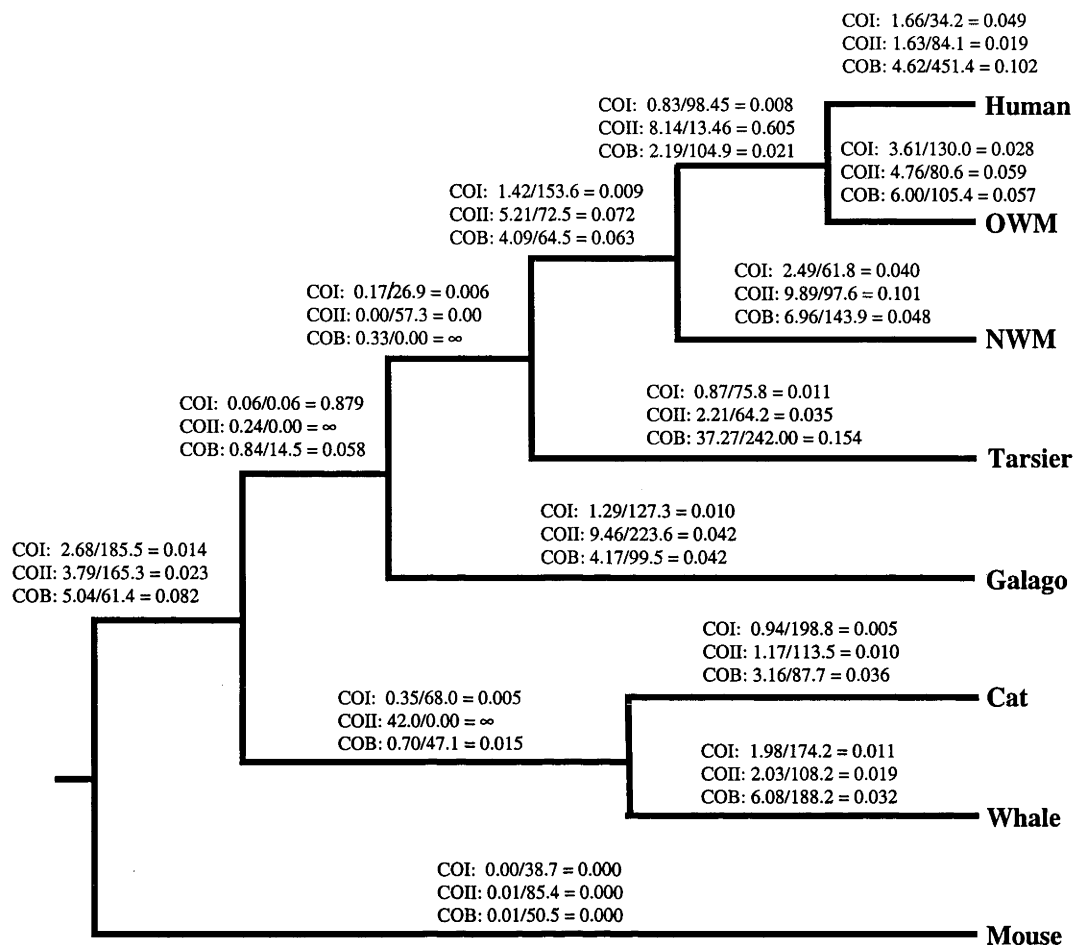 COI: 1.66/34.2 = 0.049
COII: 1.63/84.1 = 0.019
COB: 4.62/451.4 = 0.102
Human
COI: 0.83/98.45 = 0.008
COII: 8.14/13.46 = 0.605
COB: 2.19/104.9 = 0.021
COI: 3.61/130.0 = 0.028
COII: 4.76/80.6 = 0.059
COB: 6.00/105.4 = 0.057
OWM
COI: 1.42/153.6 = 0.009
COII: 5.21/72.5 = 0.072
COB: 4.09/64.5 = 0.063
COI: 2.49/61.8 = 0.040
COII: 9.89/97.6 = 0.101
COB: 6.96/143.9 = 0.048
NWM
COI: 0.17/26.9 = 0.006
COII: 0.00/57.3 = 0.00
COB: 0.33/0.00 = ∞
COI: 0.87/75.8 = 0.011
COII: 2.21/64.2 = 0.035
COB: 37.27/242.00 = 0.154
Tarsier
COI: 0.06/0.06 = 0.879
COII: 0.24/0.00 = ∞
COB: 0.84/14.5 = 0.058
COI: 1.29/127.3 = 0.010
COII: 9.46/223.6 = 0.042
COB: 4.17/99.5 = 0.042
Galago
COI: 2.68/185.5 = 0.014
COII: 3.79/165.3 = 0.023
COB: 5.04/61.4 = 0.082
COI: 0.94/198.8 = 0.005
COII: 1.17/113.5 = 0.010
COB: 3.16/87.7 = 0.036
Cat
COI: 0.35/68.0 = 0.005
COII: 42.0/0.00 = ∞
COB: 0.70/47.1 = 0.015
COI: 1.98/174.2 = 0.011
COII: 2.03/108.2 = 0.019
COB: 6.08/188.2 = 0.032
Whale
COI: 0.00/38.7 = 0.000
COII: 0.01/85.4 = 0.000
COB: 0.01/50.5 = 0.000
Mouse